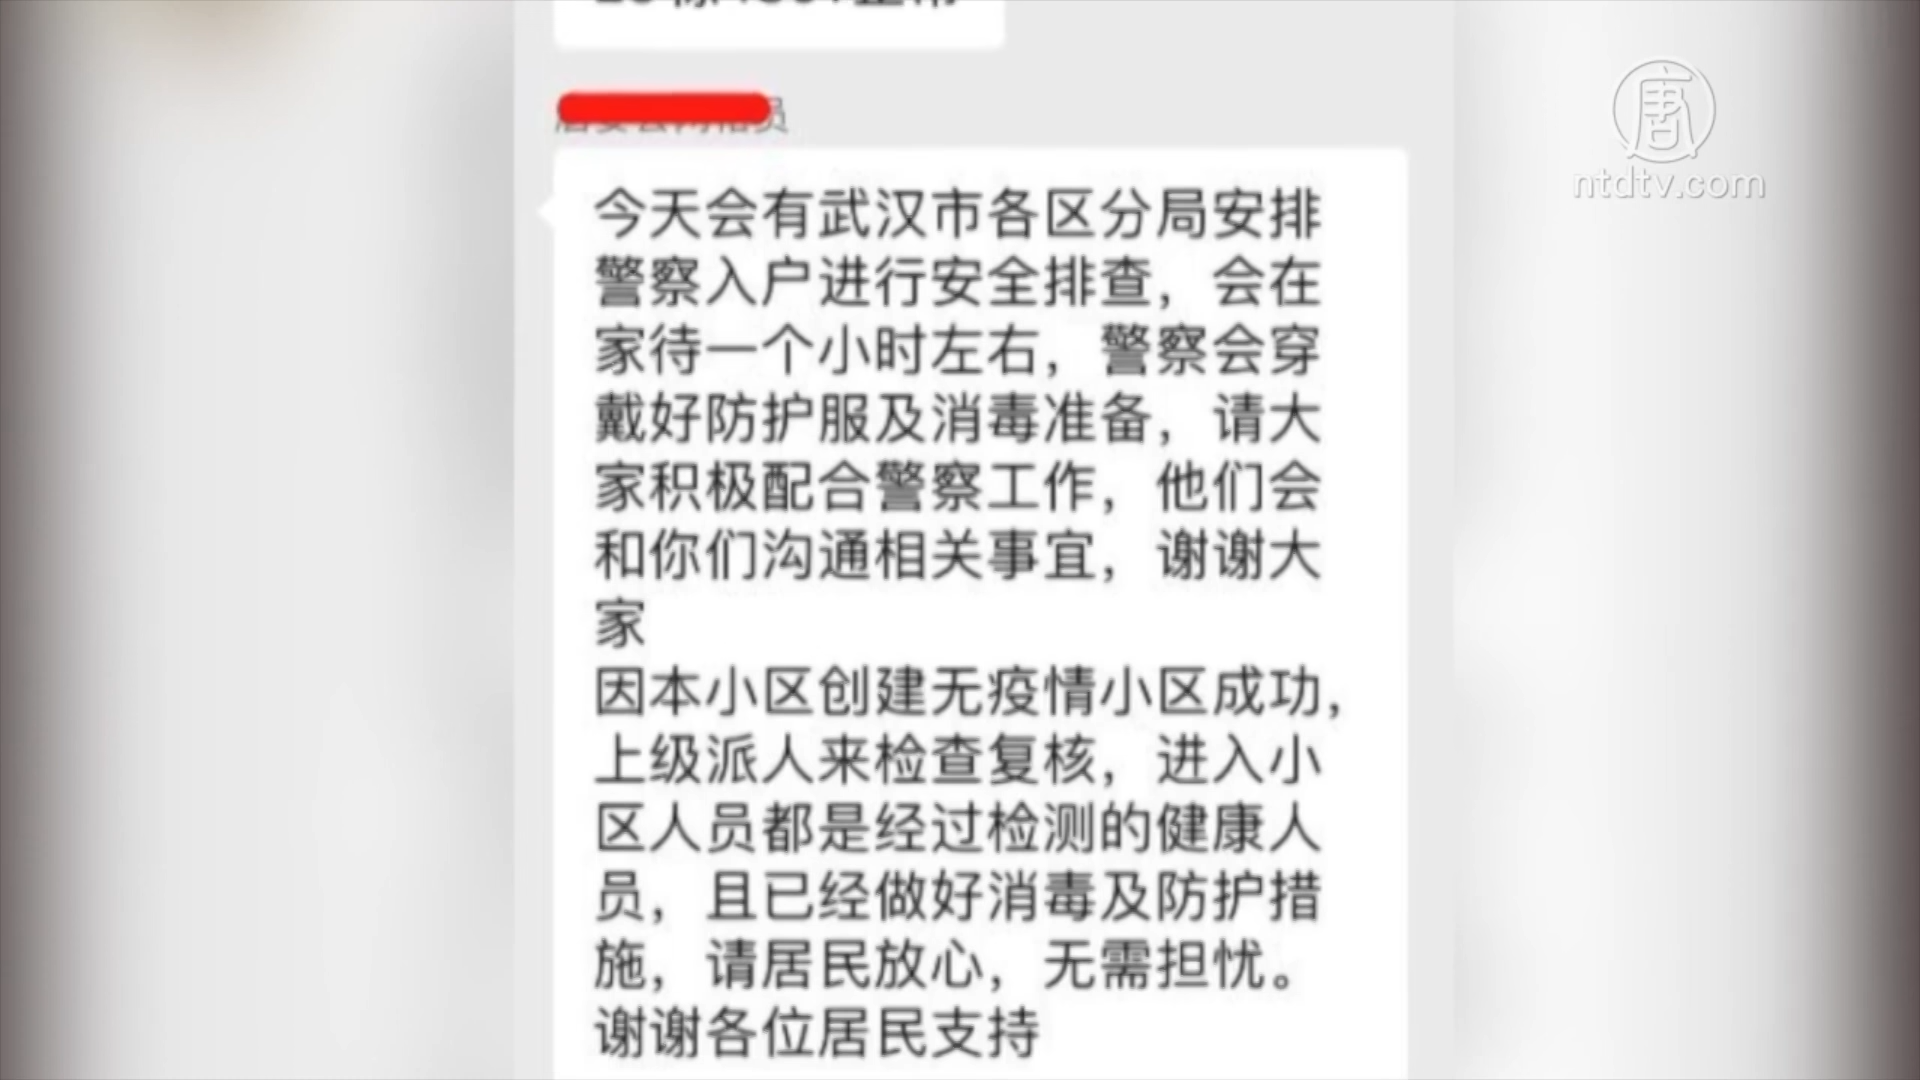 唐
ntdtv.com
员
今天会有武汉市各区分局安排
警察入户进行安全排查，会在
家待一个小时左右，警察会穿
戴好防护服及消毒准备，请大
家积极配合警察工作，他们会
和你们沟通相关事宜，谢谢大
家
因本小区创建无疫情小区成功，
上级派人来检查复核，进入小
区人员都是经过检测的健康人
员，且已经做好消毒及防护措
施，请居民放心，无需担忧。
谢谢各位居民支持